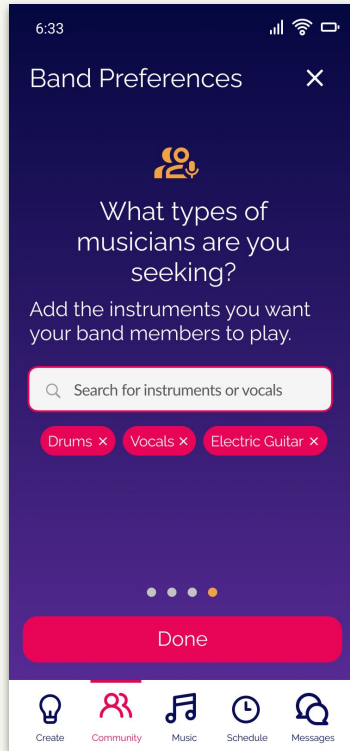 6:33
Band Preferences
What types of
musicians are you
seeking?
Add the instruments you want
your band members to play.
Search for instruments or vocals
Drums × Vocals × Electric Guitar ×
Done
Create Community Music Schedule Messages